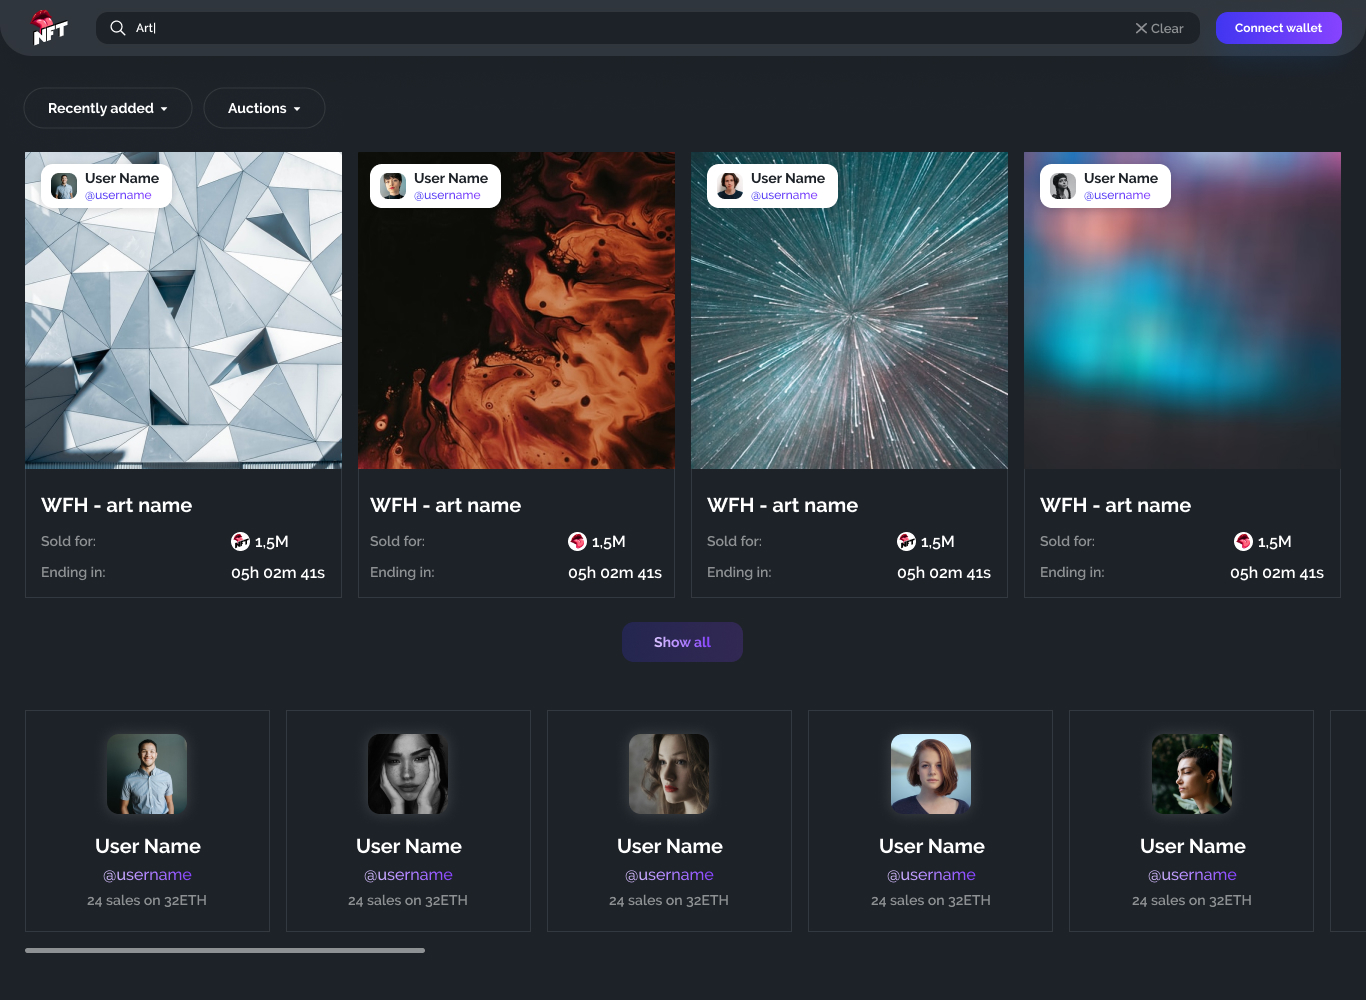 NFT
Art
Clear
Connect wallet
Recently added
Auctions
User Name
@username
User Name
@username
User Name
@username
User Name
@username
WFH - art name
Sold for:
1,5M
Ending in:
05h 02m 41s
WFH - art name
Sold for:
1,5M
Ending in:
05h 02m 41s
WFH - art name
Sold for:
1,5M
Ending in:
05h 02m 41s
WFH - art name
Sold for:
1,5M
Ending in:
05h 02m 41s
Show all
User Name
@username
24 sales on 32ETH
User Name
@username
24 sales on 32ETH
User Name
@username
24 sales on 32ETH
User Name
@username
24 sales on 32ETH
User Name
@username
24 sales on 32ETH